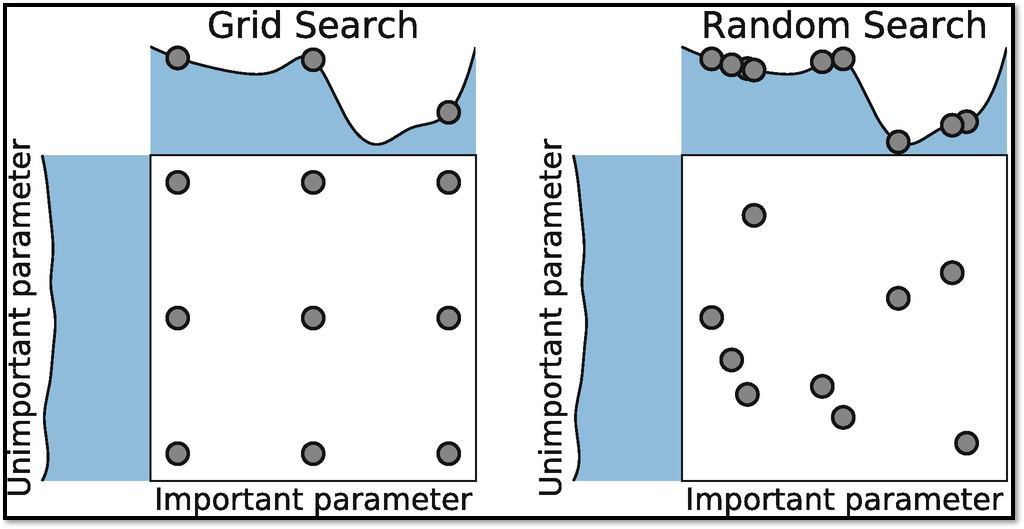 Grid Search
Unimportant parameter
Important parameter
Random Search
Unimportant parameter
Important parameter